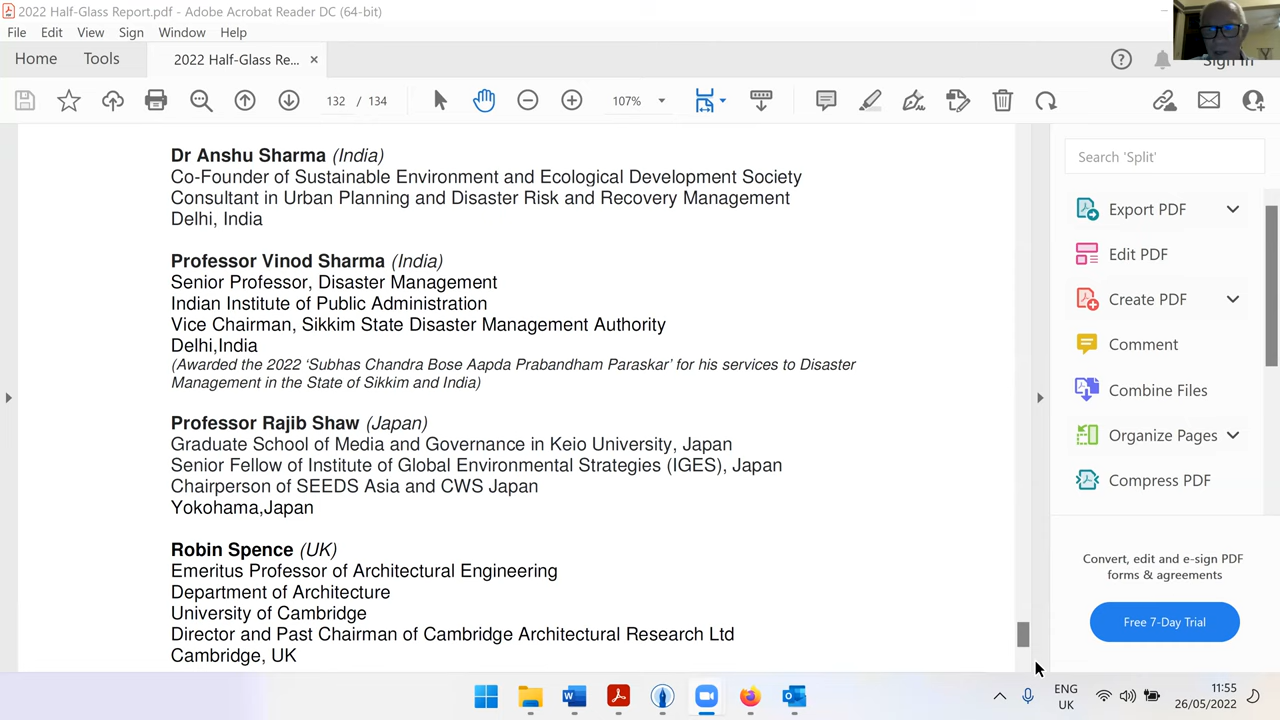 2022 Half-Glass Report.pdf - Adobe Acrobat Reader DC (64-bit)
File Edit View Sign Window Help
Home Tools 2022 Half-Glass Re... ×
Sign In
132 / 134 107%
Dr Anshu Sharma (India)
Co-Founder of Sustainable Environment and Ecological Development Society
Consultant in Urban Planning and Disaster Risk and Recovery Management
Delhi, India
Professor Vinod Sharma (India)
Senior Professor, Disaster Management
Indian Institute of Public Administration
Vice Chairman, Sikkim State Disaster Management Authority
Delhi,India
(Awarded the 2022 ‘Subhas Chandra Bose Aapda Prabandham Paraskar’ for his services to Disaster
Management in the State of Sikkim and India)
Professor Rajib Shaw (Japan)
Graduate School of Media and Governance in Keio University, Japan
Senior Fellow of Institute of Global Environmental Strategies (IGES), Japan
Chairperson of SEEDS Asia and CWS Japan
Yokohama,Japan
Robin Spence (UK)
Emeritus Professor of Architectural Engineering
Department of Architecture
University of Cambridge
Director and Past Chairman of Cambridge Architectural Research Ltd
Cambridge, UK
Search 'Split'
Export PDF
Edit PDF
Create PDF
Comment
Combine Files
Organize Pages
Compress PDF
Convert, edit and e-sign PDF
forms & agreements
Free 7-Day Trial
ENG
UK
11:55
26/05/2022